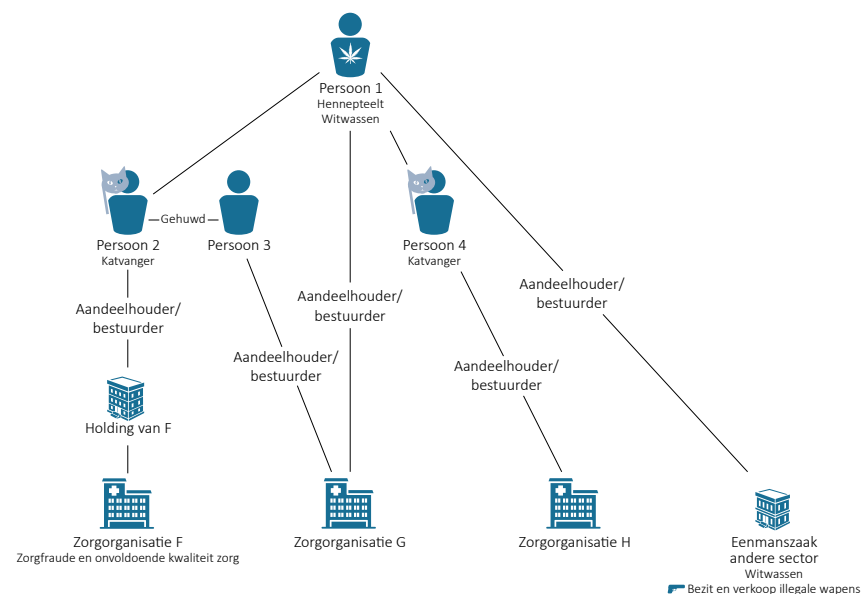 Persoon 1
Hennepteelt
Witwassen
Gehuwd
Persoon 2
Katvanger
Persoon 3
Persoon 4
Katvanger
Aandeelhouder/
bestuurder
Aandeelhouder/
bestuurder
Aandeelhouder/
bestuurder
Aandeelhouder/
bestuurder
Aandeelhouder/
bestuurder
Holding van F
Zorgorganisatie F
Zorgfraude en onvoldoende kwaliteit zorg
Zorgorganisatie G
Zorgorganisatie H
Eenmanszaak
andere sector
Witwassen
Bezit en verkoop illegale wapens